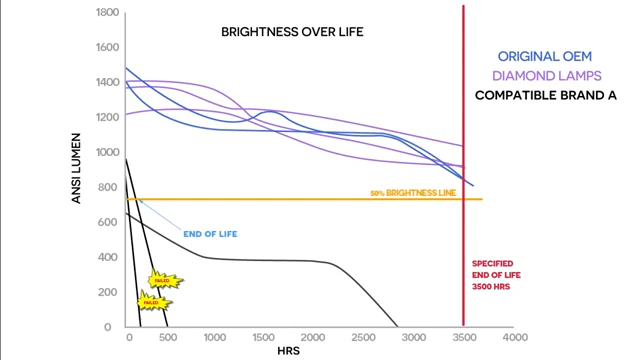 BRIGHTNESS OVER LIFE
ORIGINAL OEM
DIAMOND LAMPS
COMPATIBLE BRAND A
ANSI LUMEN
1800
1600
1400
1200
1000
800
600
400
200
0
50% BRIGHTNESS LINE
END OF LIFE
FAILED
FAILED
SPECIFIED
END OF LIFE
3500 HRS
0 500 1000 1500 2000 2500 3000 3500 4000
HRS